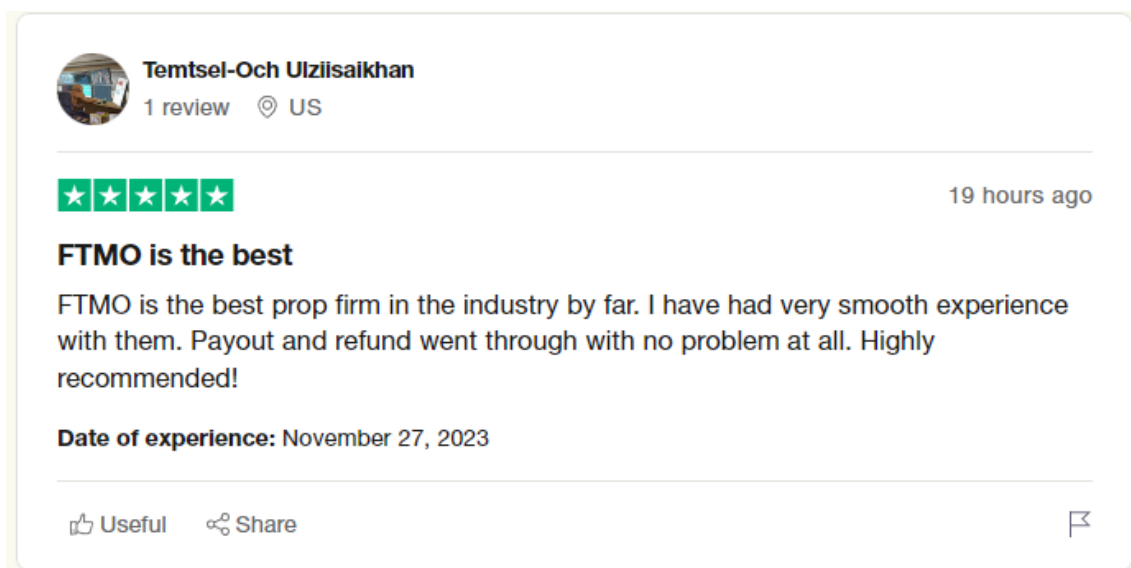 Temtsel-Och Ulziisaikhan
1 review US
19 hours ago
FTMO is the best
FTMO is the best prop firm in the industry by far. I have had very smooth experience
with them. Payout and refund went through with no problem at all. Highly
recommended!
Date of experience: November 27, 2023
Useful Share